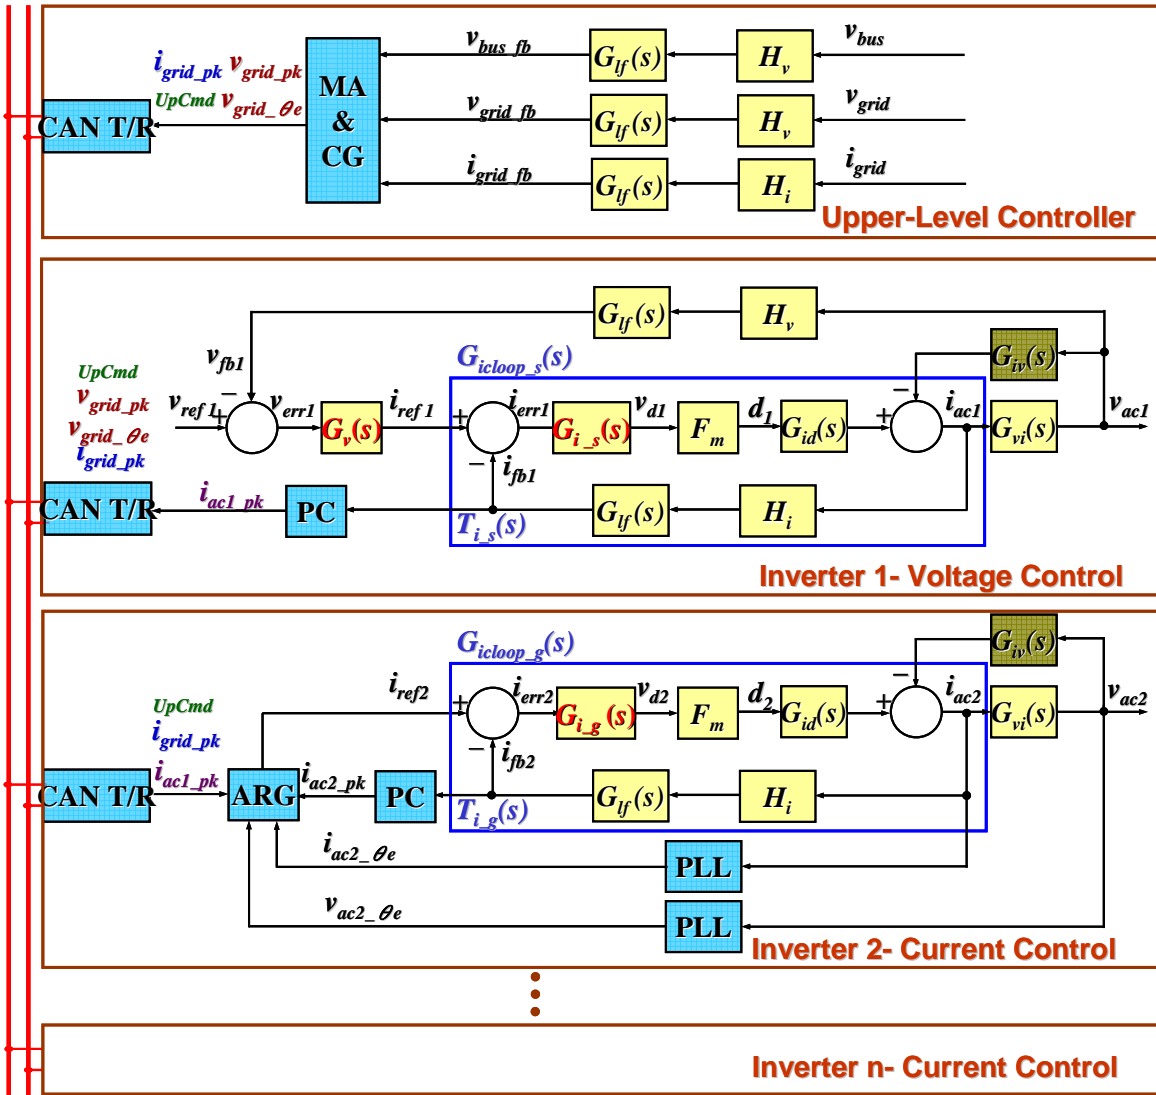 v_bus_fb G_lf(s) H_v v_bus
i_grid_pk v_grid_pk
UpCmd v_grid_θe
MA & CG
CAN T/R
v_grid_fb G_lf(s) H_v v_grid
i_grid_fb G_lf(s) H_i i_grid
Upper-Level Controller
G_lf(s) H_v
v_fb1
G_icloop_s(s)
G_iv(s)
UpCmd
v_grid_pk
v_grid_θe
i_grid_pk
v_ref1 + − v_err1 G_v(s) i_ref1 + − i_err1 G_i_s(s) v_d1 F_m d_1 G_id(s) + − i_ac1 G_vi(s) v_ac1
i_fb1
CAN T/R i_ac1_pk PC T_i_s(s) G_lf(s) H_i
Inverter 1- Voltage Control
G_icloop_g(s)
G_iv(s)
i_ref2 + − i_err2 G_i_g(s) v_d2 F_m d_2 G_id(s) + − i_ac2 G_vi(s) v_ac2
UpCmd
i_grid_pk
i_fb2
CAN T/R i_ac1_pk ARG i_ac2_pk PC T_i_g(s) G_lf(s) H_i
i_ac2_θe PLL
v_ac2_θe PLL
Inverter 2- Current Control
Inverter n- Current Control